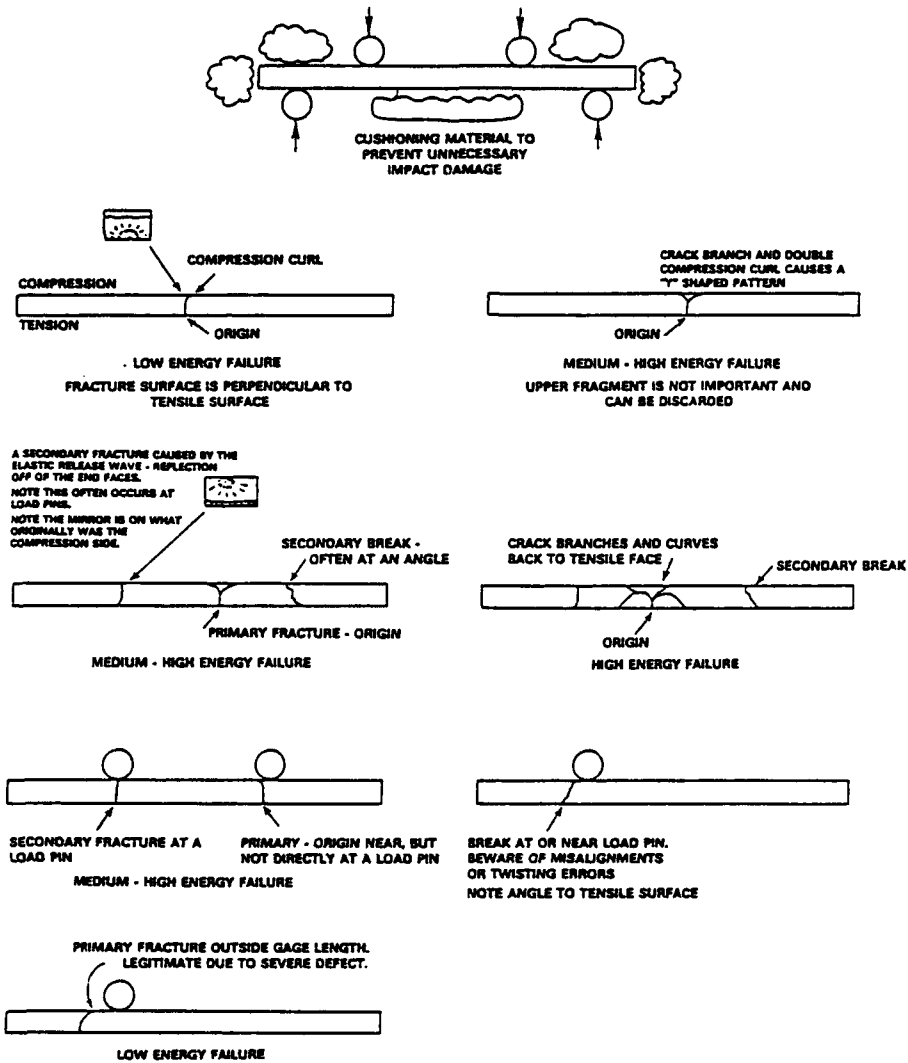 CUSHIONING MATERIAL TO
PREVENT UNNECESSARY
IMPACT DAMAGE
COMPRESSION CURL
COMPRESSION
TENSION
ORIGIN
LOW ENERGY FAILURE
FRACTURE SURFACE IS PERPENDICULAR TO
TENSILE SURFACE
CRACK BRANCH AND DOUBLE
COMPRESSION CURL CAUSES A
"Y" SHAPED PATTERN
ORIGIN
MEDIUM - HIGH ENERGY FAILURE
UPPER FRAGMENT IS NOT IMPORTANT AND
CAN BE DISCARDED
A SECONDARY FRACTURE CAUSED BY THE
ELASTIC RELEASE WAVE - REFLECTION
OFF OF THE END FACES.
NOTE THIS OFTEN OCCURS AT
LOAD PINS.
NOTE THE MIRROR IS ON WHAT
ORIGINALLY WAS THE
COMPRESSION SIDE.
SECONDARY BREAK -
OFTEN AT AN ANGLE
PRIMARY FRACTURE - ORIGIN
MEDIUM - HIGH ENERGY FAILURE
CRACK BRANCHES AND CURVES
BACK TO TENSILE FACE
SECONDARY BREAK
ORIGIN
HIGH ENERGY FAILURE
SECONDARY FRACTURE AT A
LOAD PIN
PRIMARY - ORIGIN NEAR, BUT
NOT DIRECTLY AT A LOAD PIN
MEDIUM - HIGH ENERGY FAILURE
BREAK AT OR NEAR LOAD PIN.
BEWARE OF MISALIGNMENTS
OR TWISTING ERRORS
NOTE ANGLE TO TENSILE SURFACE
PRIMARY FRACTURE OUTSIDE GAGE LENGTH.
LEGITIMATE DUE TO SEVERE DEFECT.
LOW ENERGY FAILURE